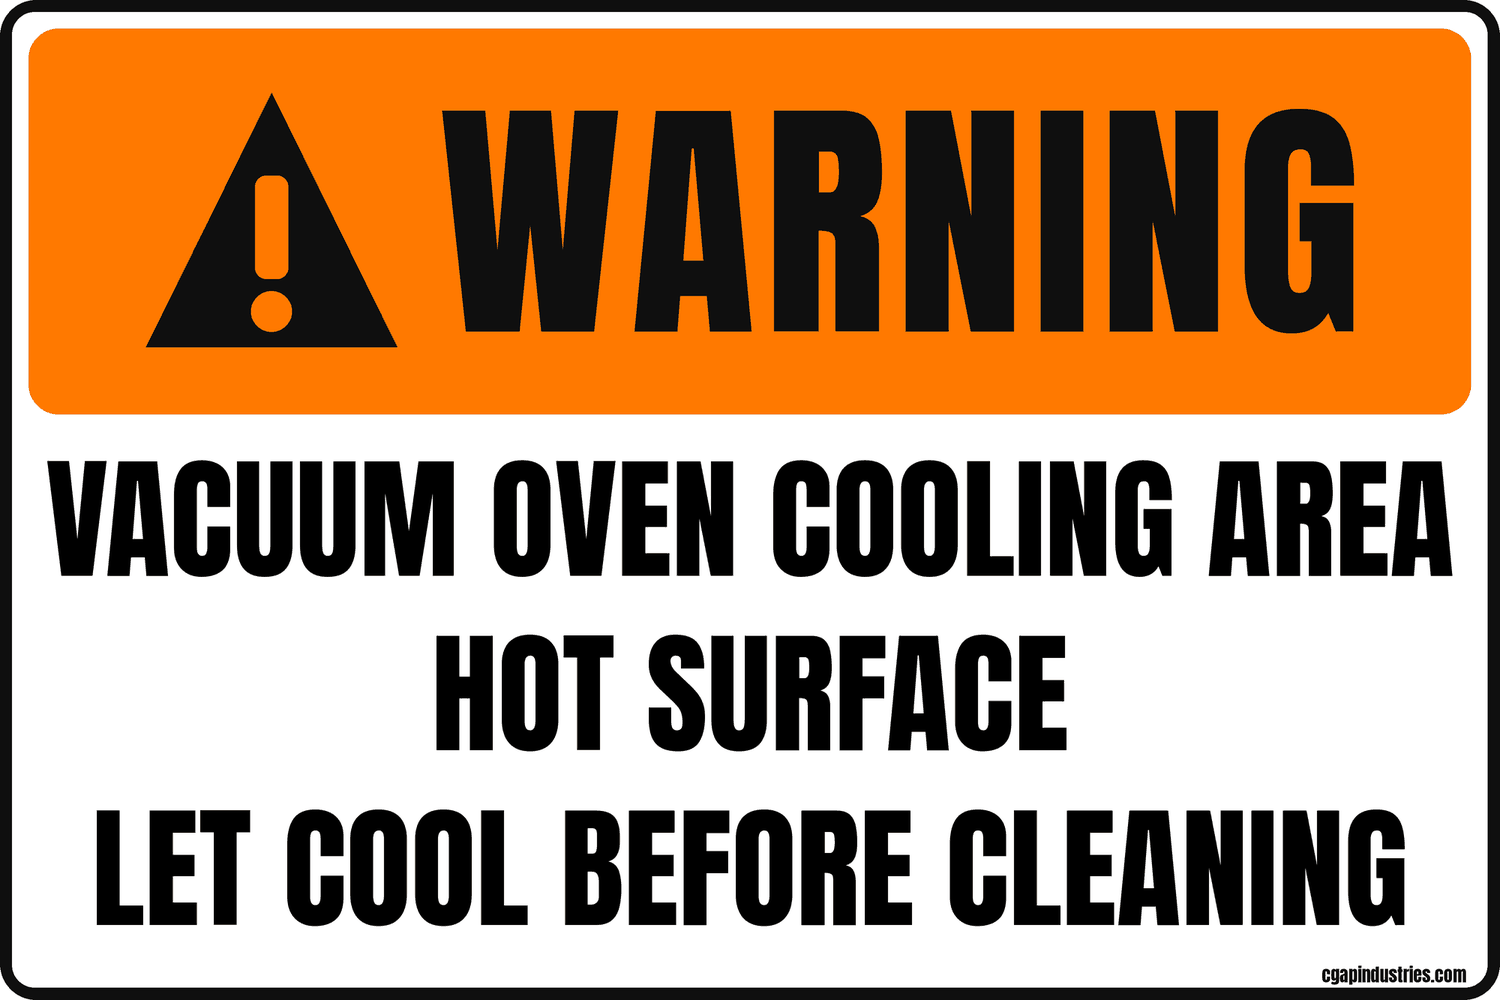 WARNING
VACUUM OVEN COOLING AREA
HOT SURFACE
LET COOL BEFORE CLEANING
cgapindustries.com